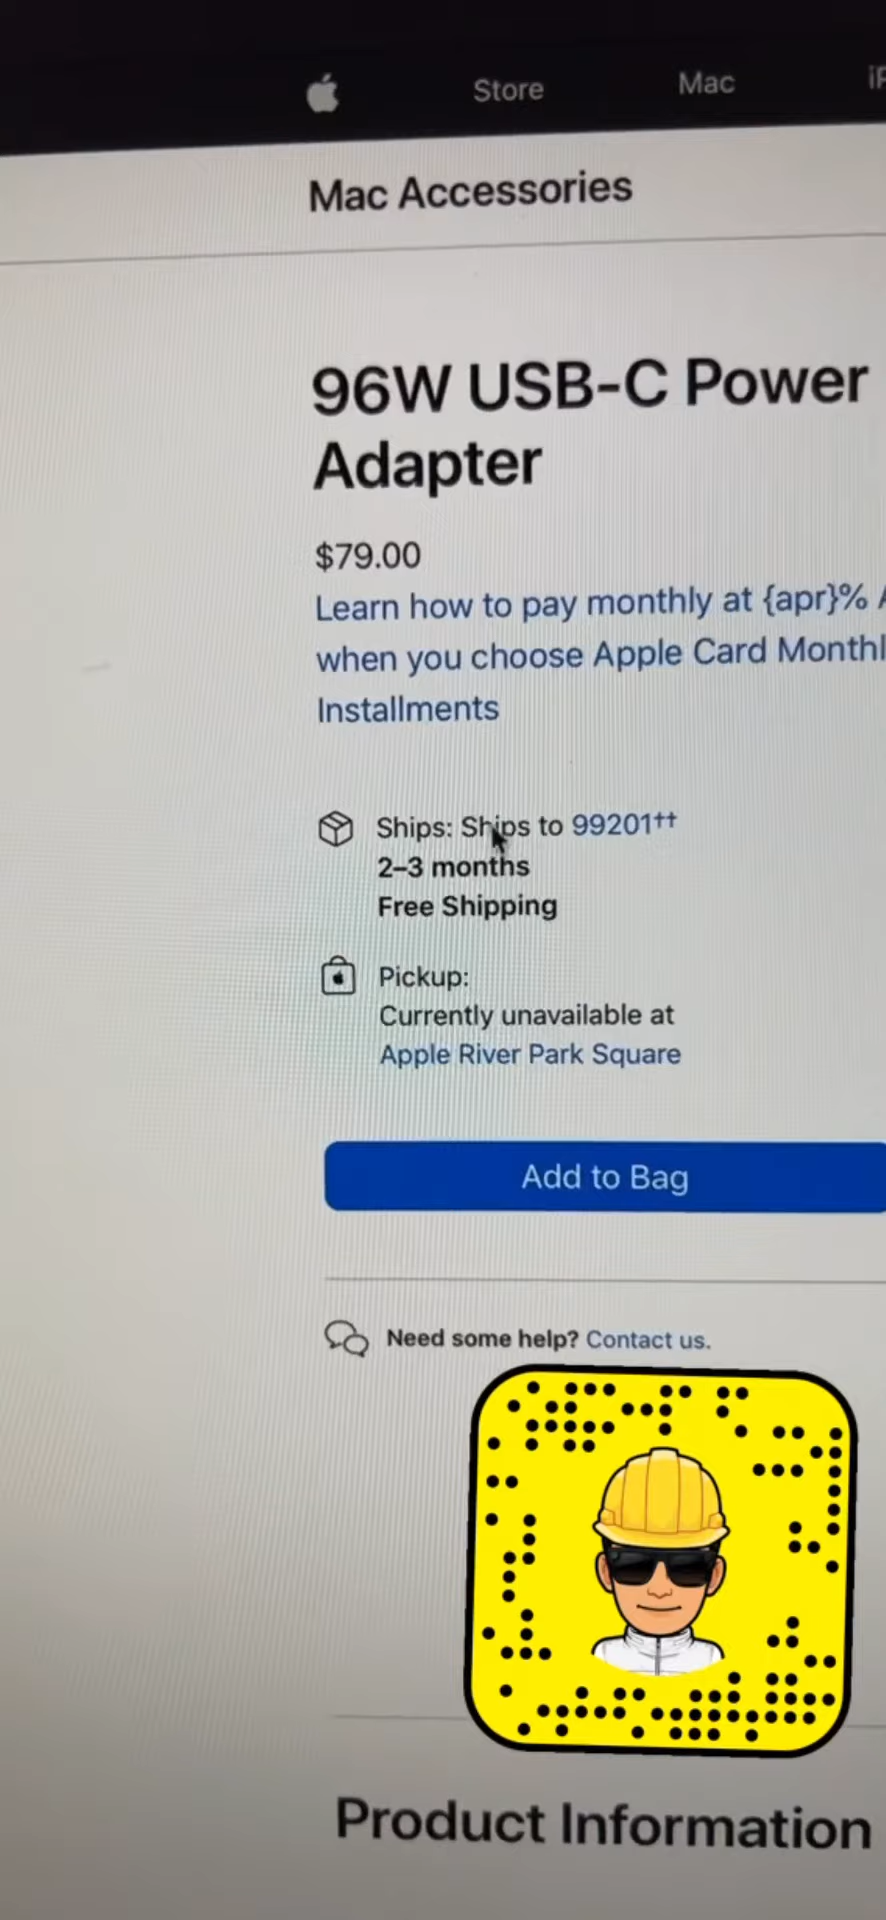 Store Mac
Mac Accessories
96W USB-C Power
Adapter
$79.00
Learn how to pay monthly at {apr}%
when you choose Apple Card Monthl
Installments
Ships: Ships to 99201††
2–3 months
Free Shipping
Pickup:
Currently unavailable at
Apple River Park Square
Add to Bag
Need some help? Contact us.
Product Information